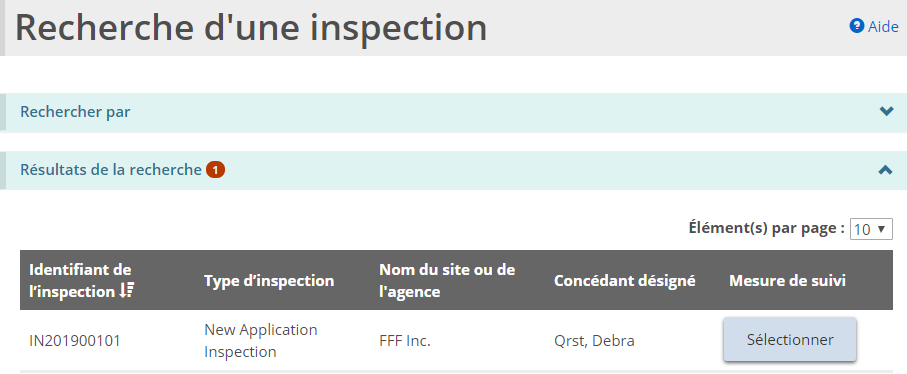 Recherche d'une inspection
? Aide
Rechercher par
Résultats de la recherche 1
Élément(s) par page : 10
Identifiant de l’inspection Type d’inspection Nom du site ou de l'agence Concédant désigné Mesure de suivi
IN201900101 New Application Inspection FFF Inc. Qrst, Debra Sélectionner